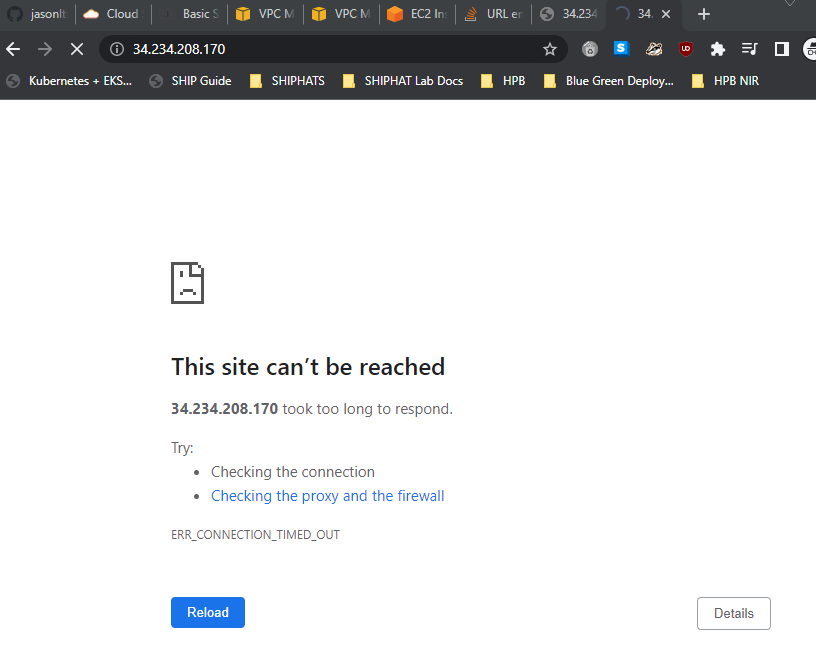 jasonlt Cloud Basic S VPC M VPC M EC2 In URL er 34.234 34.
34.234.208.170
Kubernetes + EKS... SHIP Guide SHIPHATS SHIPHAT Lab Docs HPB Blue Green Deploy... HPB NIR
This site can’t be reached
34.234.208.170 took too long to respond.
Try:
• Checking the connection
• Checking the proxy and the firewall
ERR_CONNECTION_TIMED_OUT
Reload Details